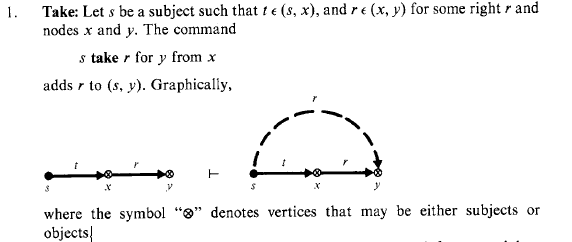 1. Take: Let s be a subject such that t ϵ (s, x), and r ϵ (x, y) for some right r and
nodes x and y. The command
s take r for y from x
adds r to (s, y). Graphically,
r
t r ⊢ t r
s x y s x y
where the symbol “⊗” denotes vertices that may be either subjects or
objects